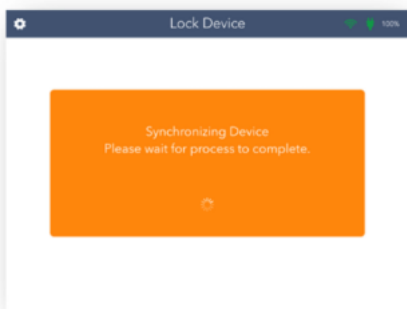 Lock Device
100%
Synchronizing Device
Please wait for process to complete.